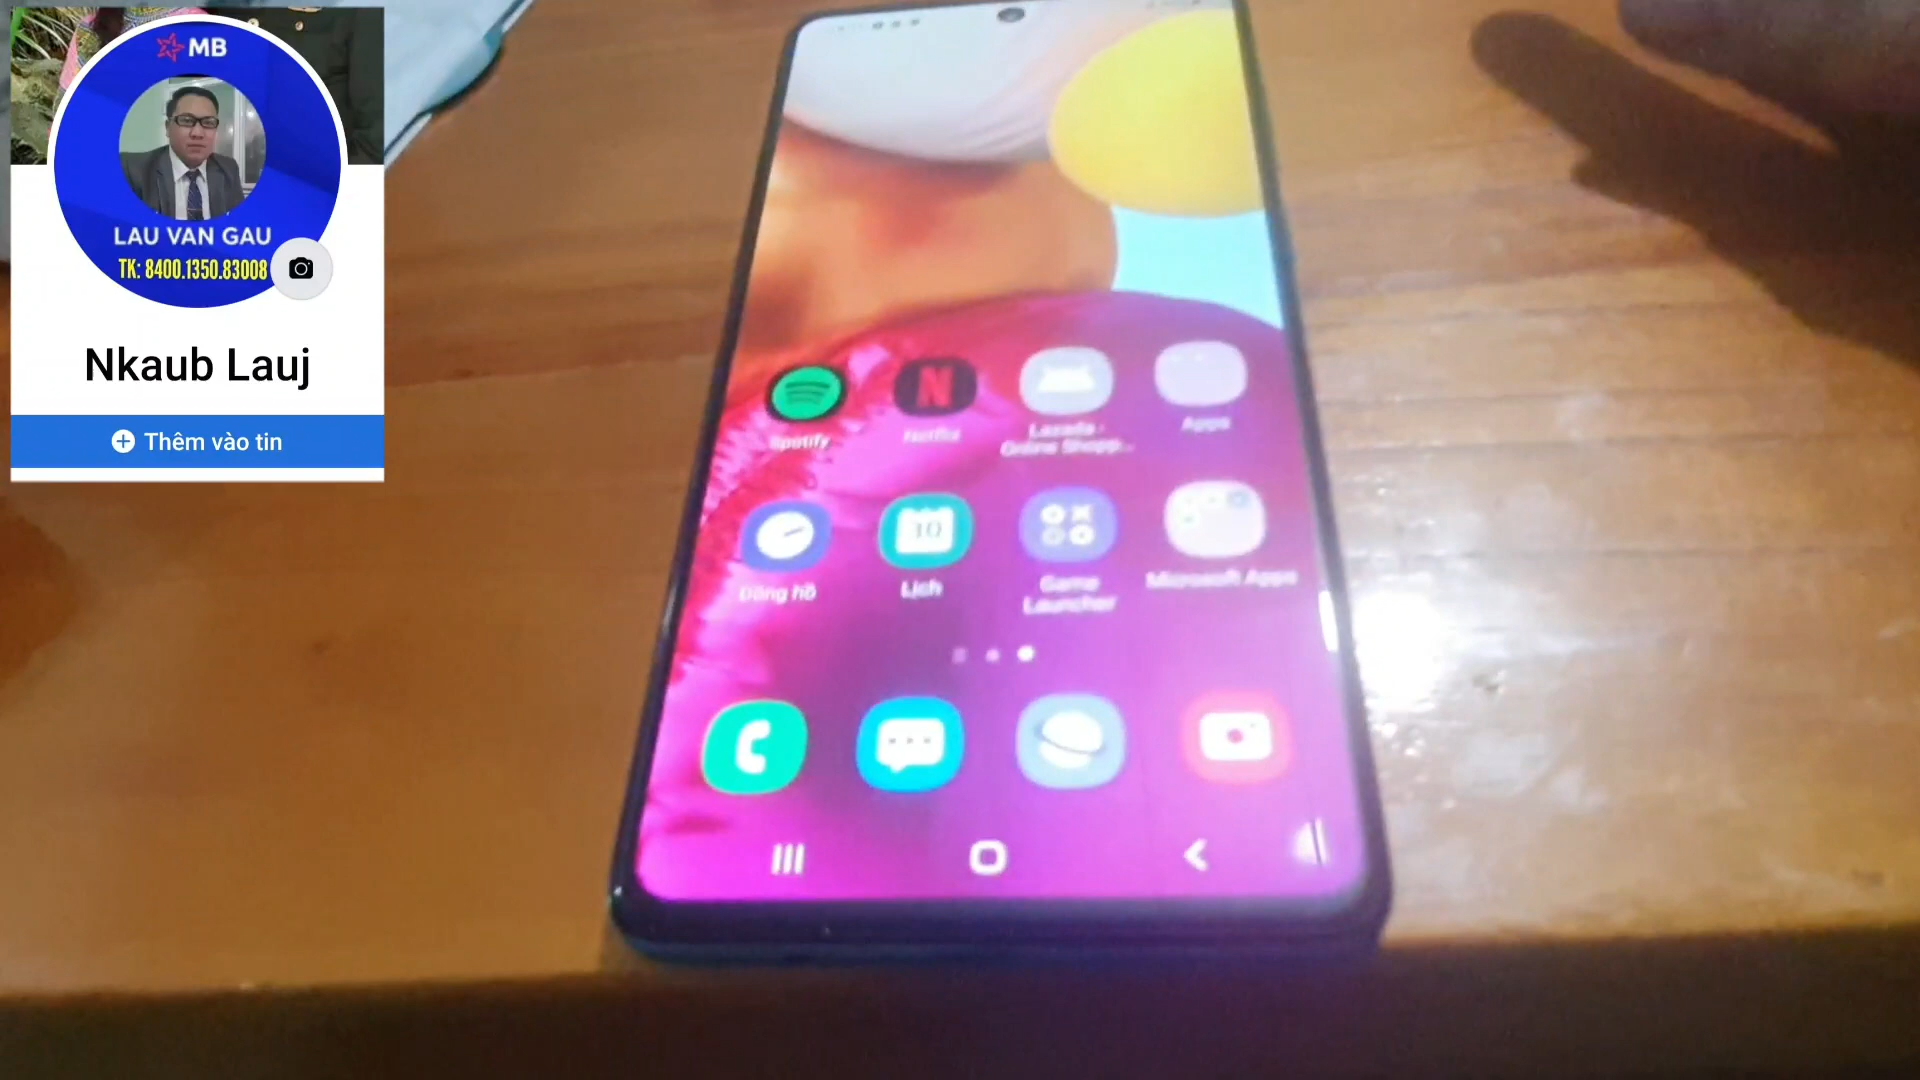 MB
LAU VAN GAU
TK: 8400.1350.83008
Nkaub Lauj
Thêm vào tin
Spotify
N
Netflix
Lazada -
Online Shopp...
Apps
Đồng hồ
10
Lịch
Game
Launcher
Microsoft Apps